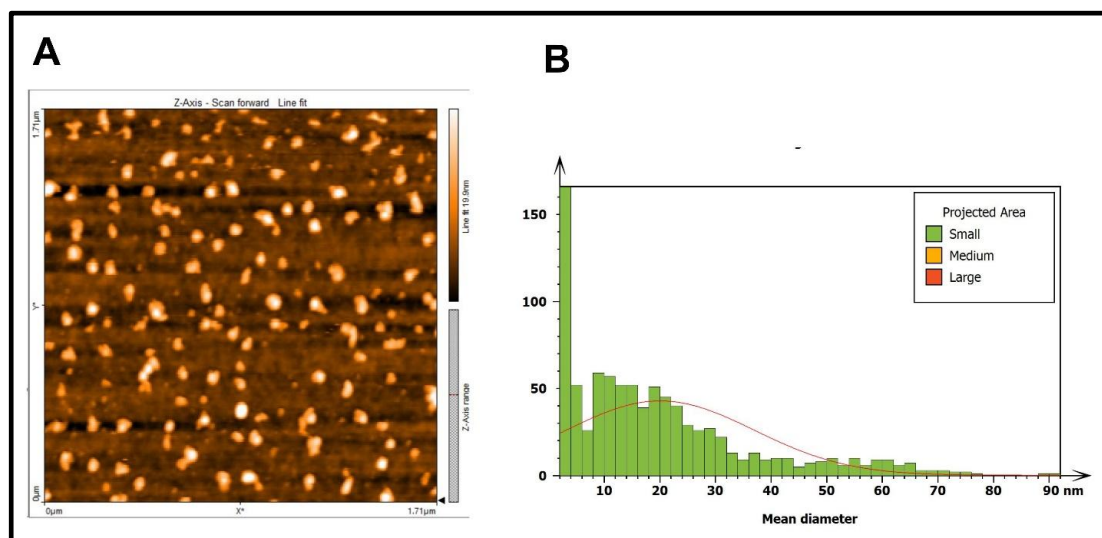 A
B
Z-Axis - Scan forward Line fit
1.71µm
Y*
0µm
0µm
X*
1.71µm
Line fit 19.9nm
Z-Axis range
150
100
50
0
Projected Area
Small
Medium
Large
10
20
30
40
50
60
70
80
90 nm
Mean diameter